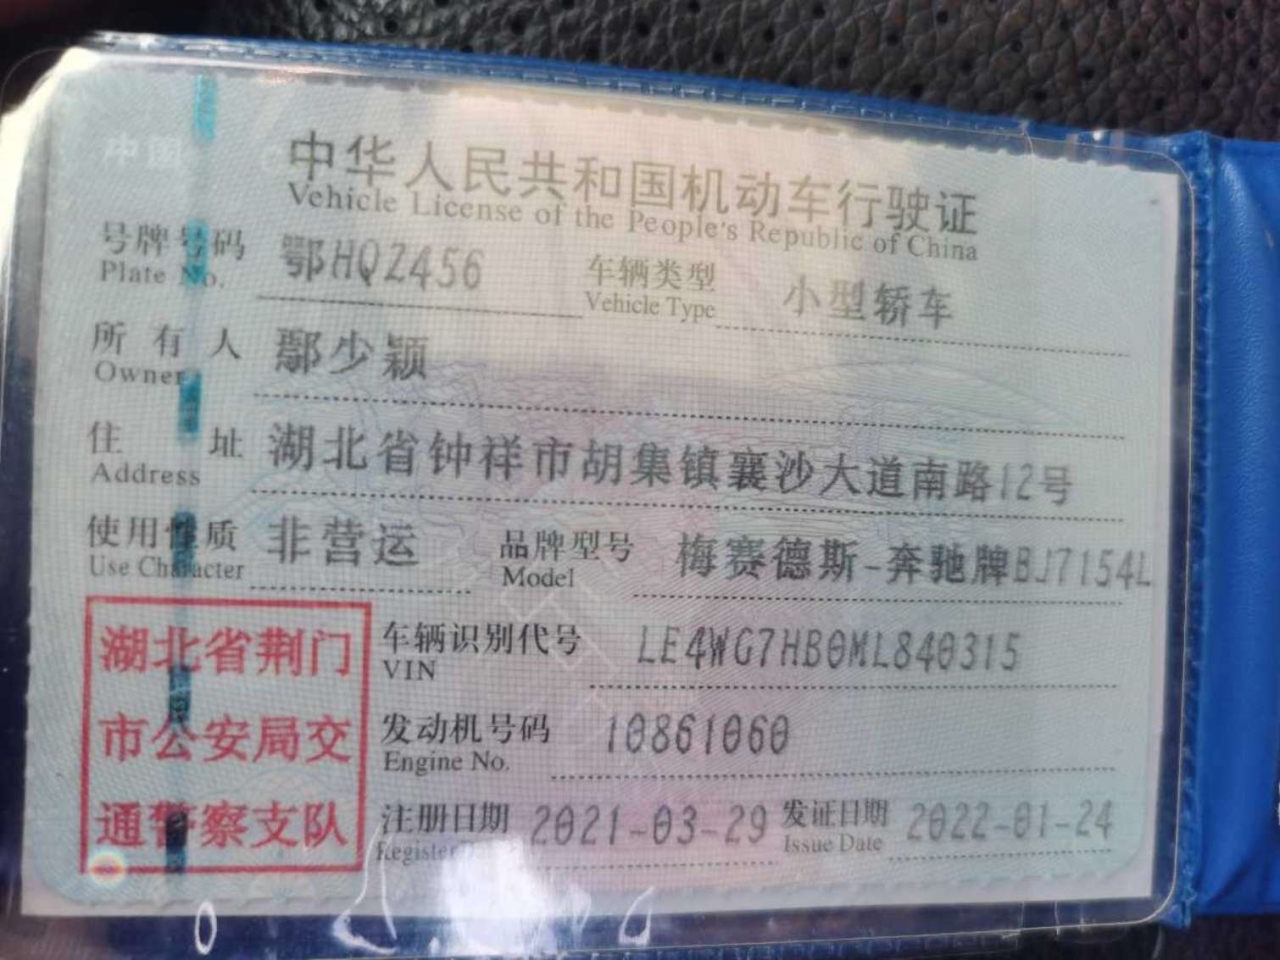 中国
中华人民共和国机动车行驶证
Vehicle License of the People's Republic of China
号牌号码 鄂HQZ456 车辆类型 小型轿车
Plate No. Vehicle Type
所有人 鄢少颖
Owner
住址 湖北省钟祥市胡集镇襄沙大道南路12号
Address
使用性质 非营运 品牌型号 梅赛德斯-奔驰牌BJ7154L
Use Character Model
湖北省荆门
市公安局交
通警察支队
车辆识别代号 LE4WG7HB0ML840315
VIN
发动机号码 10861060
Engine No.
注册日期 2021-03-29 发证日期 2022-01-24
Register Issue Date